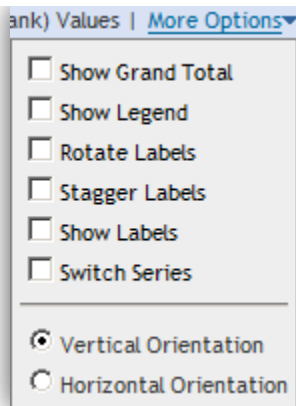 ank) Values | More Options
Show Grand Total
Show Legend
Rotate Labels
Stagger Labels
Show Labels
Switch Series
Vertical Orientation
Horizontal Orientation